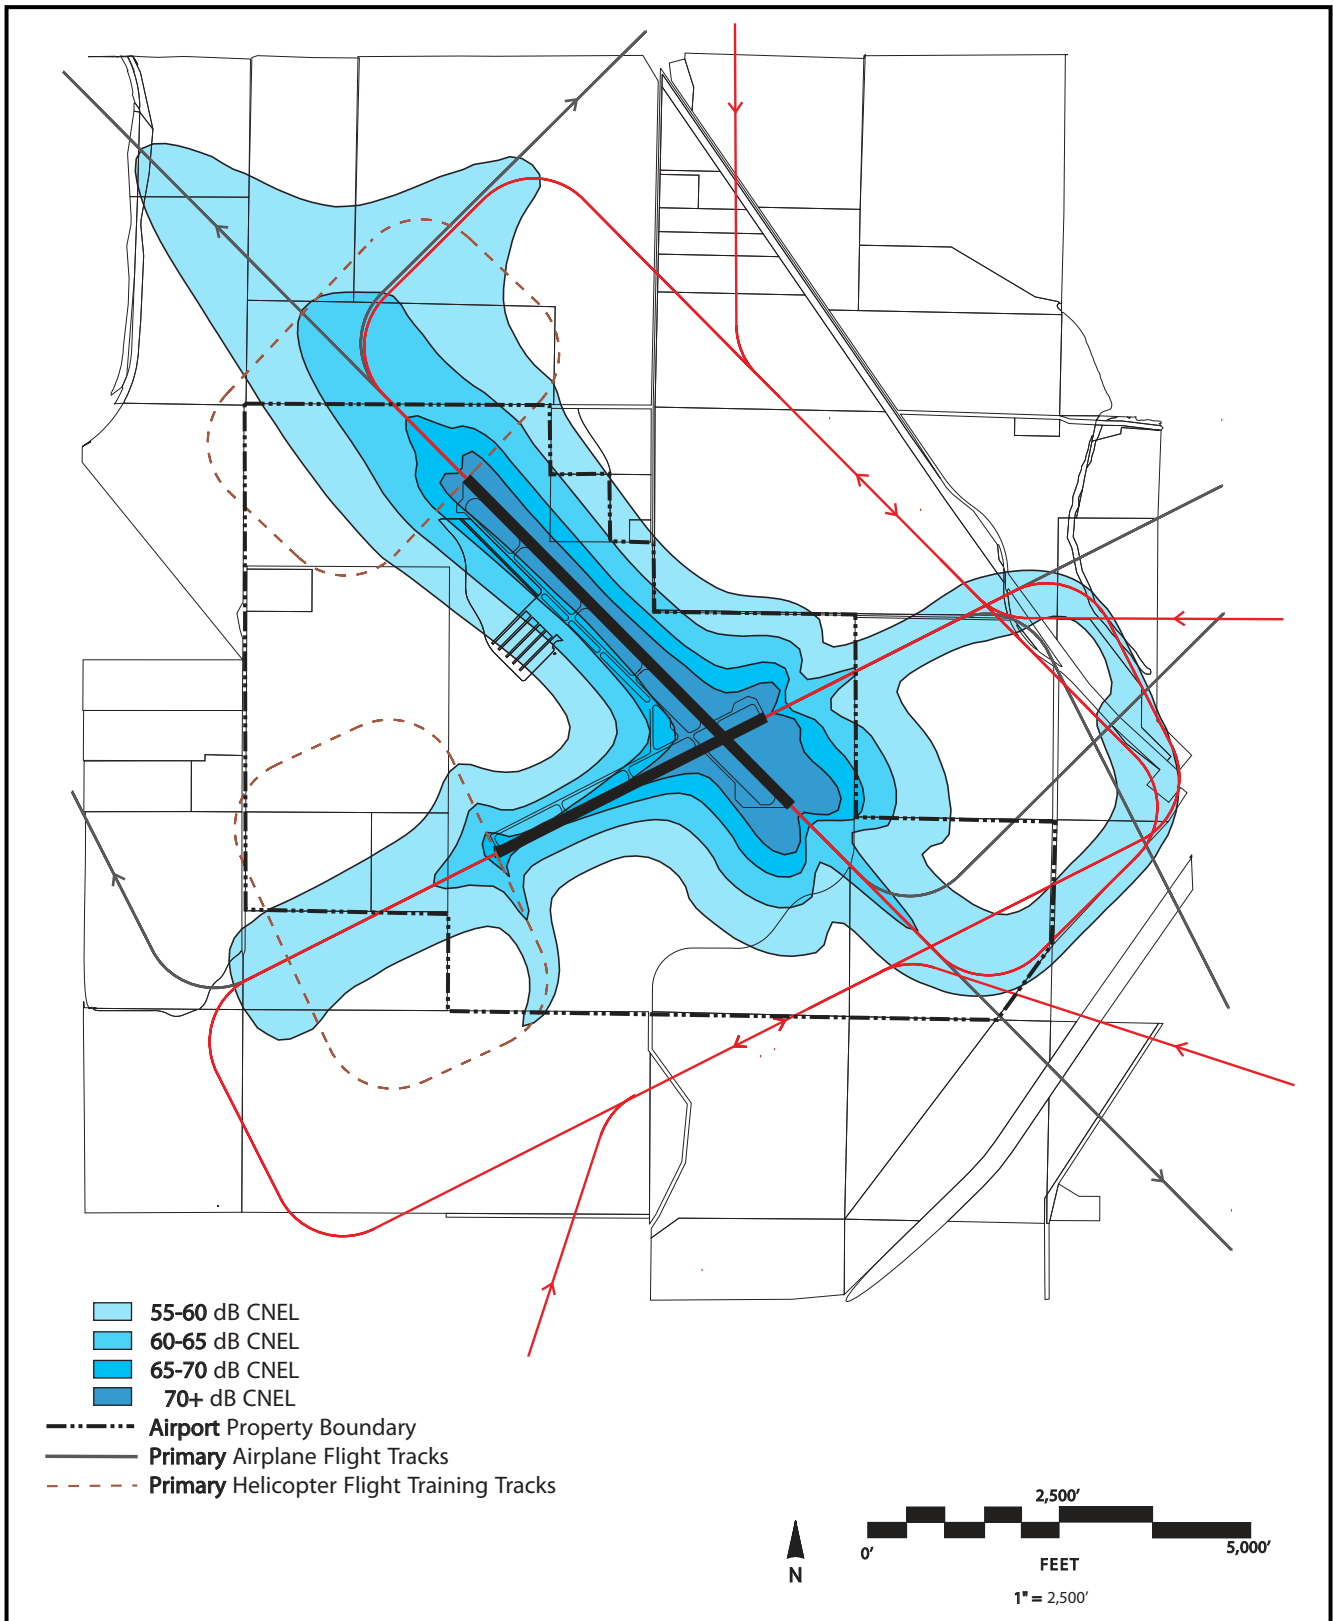 55-60 dB CNEL
60-65 dB CNEL
65-70 dB CNEL
70+ dB CNEL
Airport Property Boundary
Primary Airplane Flight Tracks
Primary Helicopter Flight Training Tracks
2,500'
0'
5,000'
FEET
N
1" = 2,500'